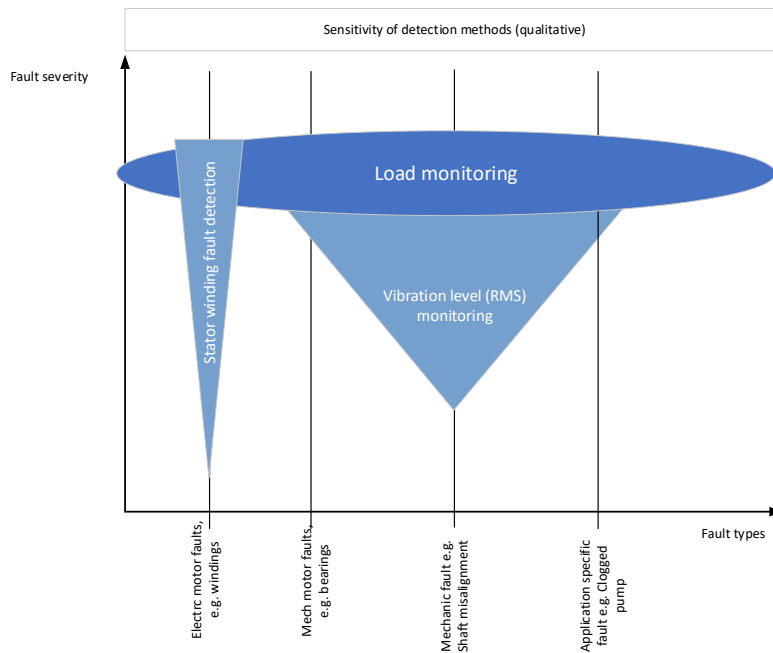 Sensitivity of detection methods (qualitative)
Fault severity
Load monitoring
Stator winding fault detection
Vibration level (RMS)
monitoring
Fault types
Electrc motor faults,
e.g. windings
Mech motor faults,
e.g. bearings
Mechanic fault e.g.
Shaft misalignment
Application specific
fault e.g. Clogged
pump